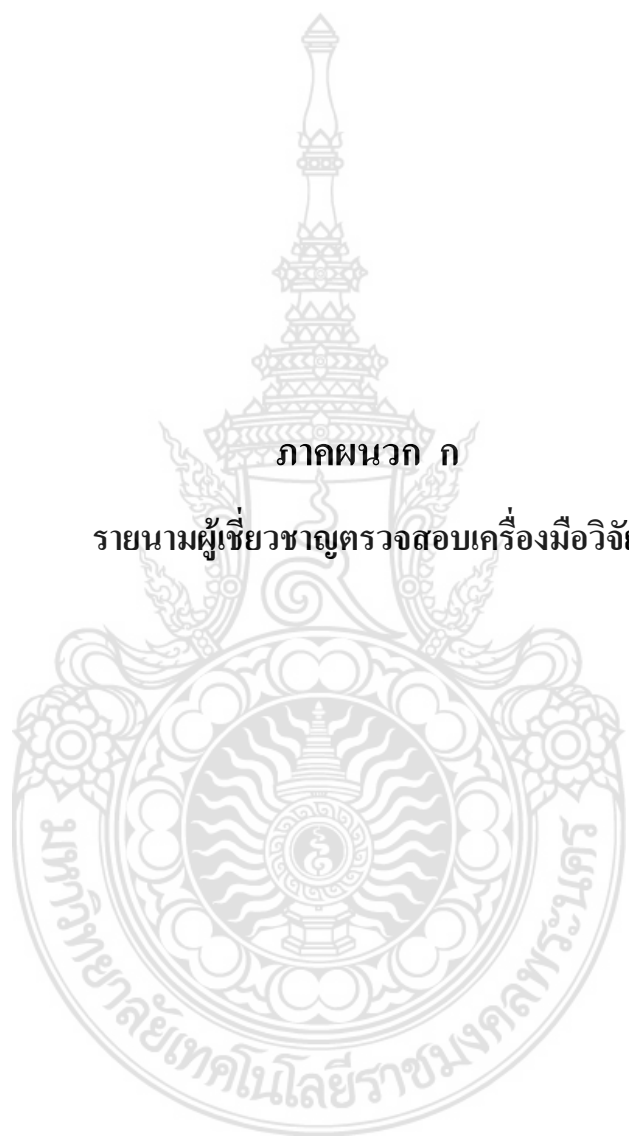 ภาคผนวก ก
รายนามผู้เชี่ยวชาญตรวจสอบเครื่องมือวิจัย
มหาวิทยาลัยเทคโนโลยีราชมงคลพระนคร